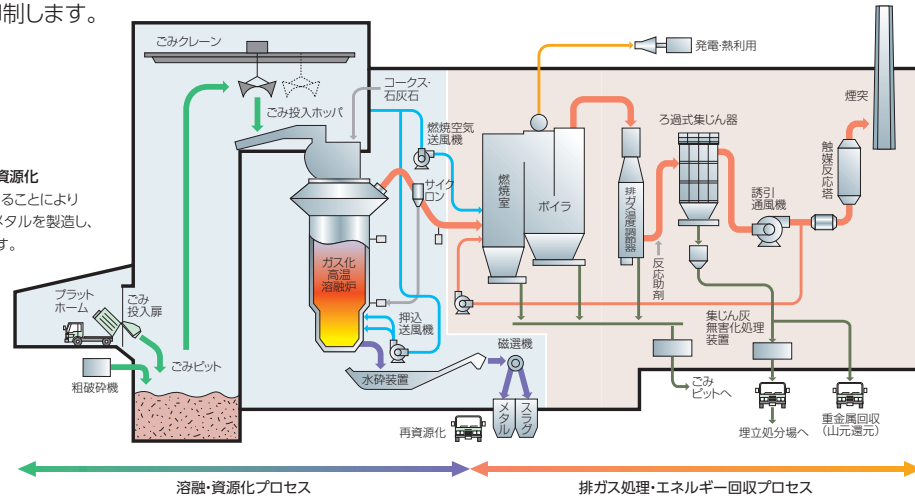 制します。
ごみクレーン
発電・熱利用
コークス・
石灰石
煙突
ごみ投入ホッパ
燃焼空気
送風機
ろ過式集じん器
資源化
ることにより
メタルを製造し、
す。
サイク
ロン
燃焼室
ボイラ
排ガス温度調節器
誘引
通風機
触媒反応塔
ガス化
高温
溶融炉
反応助剤
プラット
ホーム
ごみ
投入扉
押込
送風機
集じん灰
無害化処理
装置
ごみピット
磁選機
粗破砕機
水砕装置
ごみ
ピットへ
メタル
スラグ
再資源化
埋立処分場へ
重金属回収
(山元還元)
溶融・資源化プロセス
排ガス処理・エネルギー回収プロセス